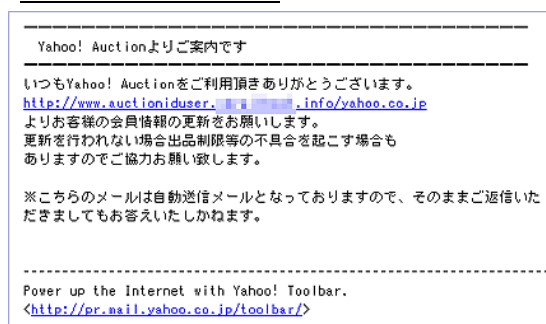 Yahoo! Auctionよりご案内です
いつもYahoo! Auctionをご利用頂きありがとうございます。
http://www.auctioniduser. .info/yahoo.co.jp
よりお客様の会員情報の更新をお願いします。
更新を行われない場合出品制限等の不具合を起こす場合も
ありますのでご協力お願い致します。
※こちらのメールは自動送信メールとなっておりますので、そのままご返信いた
だきましてもお答えいたしかねます。
Power up the Internet with Yahoo! Toolbar.
<http://pr.mail.yahoo.co.jp/toolbar/>